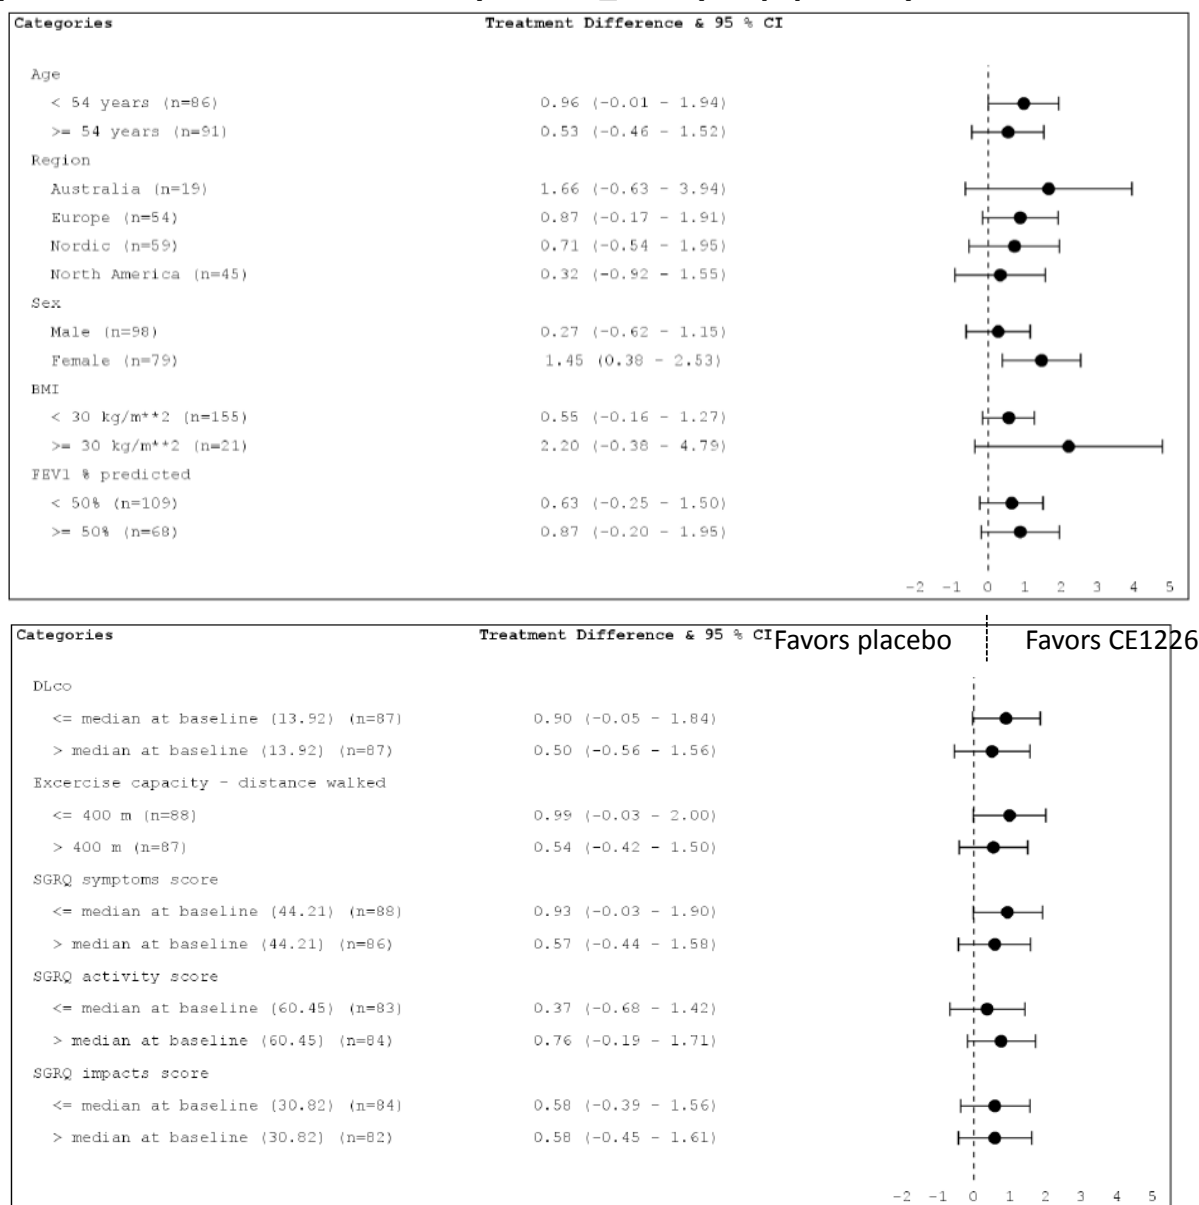 Categories Treatment Difference & 95 % CI
Age
< 54 years (n=86) 0.96 (-0.01 - 1.94)
>= 54 years (n=91) 0.53 (-0.46 - 1.52)
Region
Australia (n=19) 1.66 (-0.63 - 3.94)
Europe (n=54) 0.87 (-0.17 - 1.91)
Nordic (n=59) 0.71 (-0.54 - 1.95)
North America (n=45) 0.32 (-0.92 - 1.55)
Sex
Male (n=98) 0.27 (-0.62 - 1.15)
Female (n=79) 1.45 (0.38 - 2.53)
BMI
< 30 kg/m**2 (n=155) 0.55 (-0.16 - 1.27)
>= 30 kg/m**2 (n=21) 2.20 (-0.38 - 4.79)
FEV1 % predicted
< 50% (n=109) 0.63 (-0.25 - 1.50)
>= 50% (n=68) 0.87 (-0.20 - 1.95)
-2 -1 0 1 2 3 4 5
Categories Treatment Difference & 95 % CI
Favors placebo Favors CE1226
DLco
<= median at baseline (13.92) (n=87) 0.90 (-0.05 - 1.84)
> median at baseline (13.92) (n=87) 0.50 (-0.56 - 1.56)
Excercise capacity - distance walked
<= 400 m (n=88) 0.99 (-0.03 - 2.00)
> 400 m (n=87) 0.54 (-0.42 - 1.50)
SGRQ symptoms score
<= median at baseline (44.21) (n=88) 0.93 (-0.03 - 1.90)
> median at baseline (44.21) (n=86) 0.57 (-0.44 - 1.58)
SGRQ activity score
<= median at baseline (60.45) (n=83) 0.37 (-0.68 - 1.42)
> median at baseline (60.45) (n=84) 0.76 (-0.19 - 1.71)
SGRQ impacts score
<= median at baseline (30.82) (n=84) 0.58 (-0.39 - 1.56)
> median at baseline (30.82) (n=82) 0.58 (-0.45 - 1.61)
-2 -1 0 1 2 3 4 5